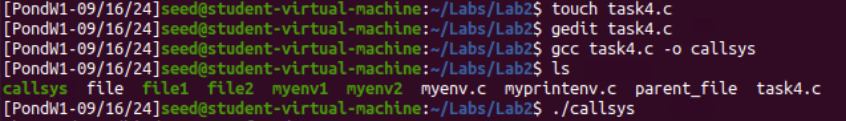 [PondW1-09/16/24]seed@student-virtual-machine:~/Labs/Lab2$ touch task4.c
[PondW1-09/16/24]seed@student-virtual-machine:~/Labs/Lab2$ gedit task4.c
[PondW1-09/16/24]seed@student-virtual-machine:~/Labs/Lab2$ gcc task4.c -o callsys
[PondW1-09/16/24]seed@student-virtual-machine:~/Labs/Lab2$ ls
callsys file file1 file2 myenv1 myenv2 myenv.c myprintenv.c parent_file task4.c
[PondW1-09/16/24]seed@student-virtual-machine:~/Labs/Lab2$ ./callsys